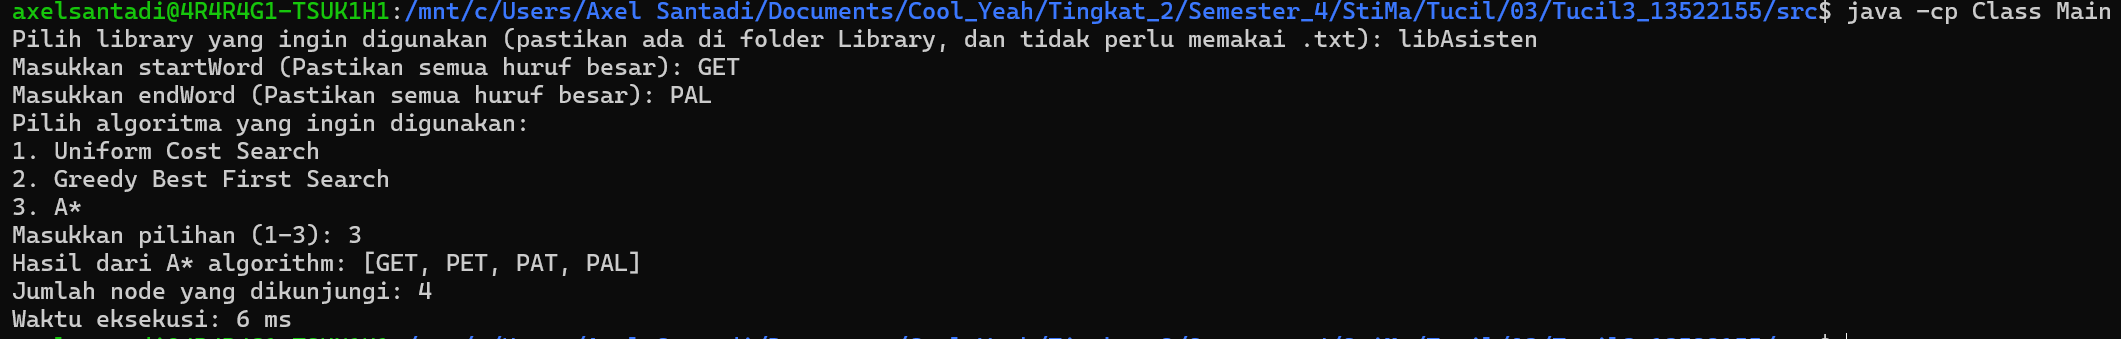 axelsantadi@4R4R4G1-TSUK1H1:/mnt/c/Users/Axel Santadi/Documents/Cool_Yeah/Tingkat_2/Semester_4/StiMa/Tucil/03/Tucil3_13522155/src$ java -cp Class Main
Pilih library yang ingin digunakan (pastikan ada di folder Library, dan tidak perlu memakai .txt): libAsisten
Masukkan startWord (Pastikan semua huruf besar): GET
Masukkan endWord (Pastikan semua huruf besar): PAL
Pilih algoritma yang ingin digunakan:
1. Uniform Cost Search
2. Greedy Best First Search
3. A*
Masukkan pilihan (1-3): 3
Hasil dari A* algorithm: [GET, PET, PAT, PAL]
Jumlah node yang dikunjungi: 4
Waktu eksekusi: 6 ms